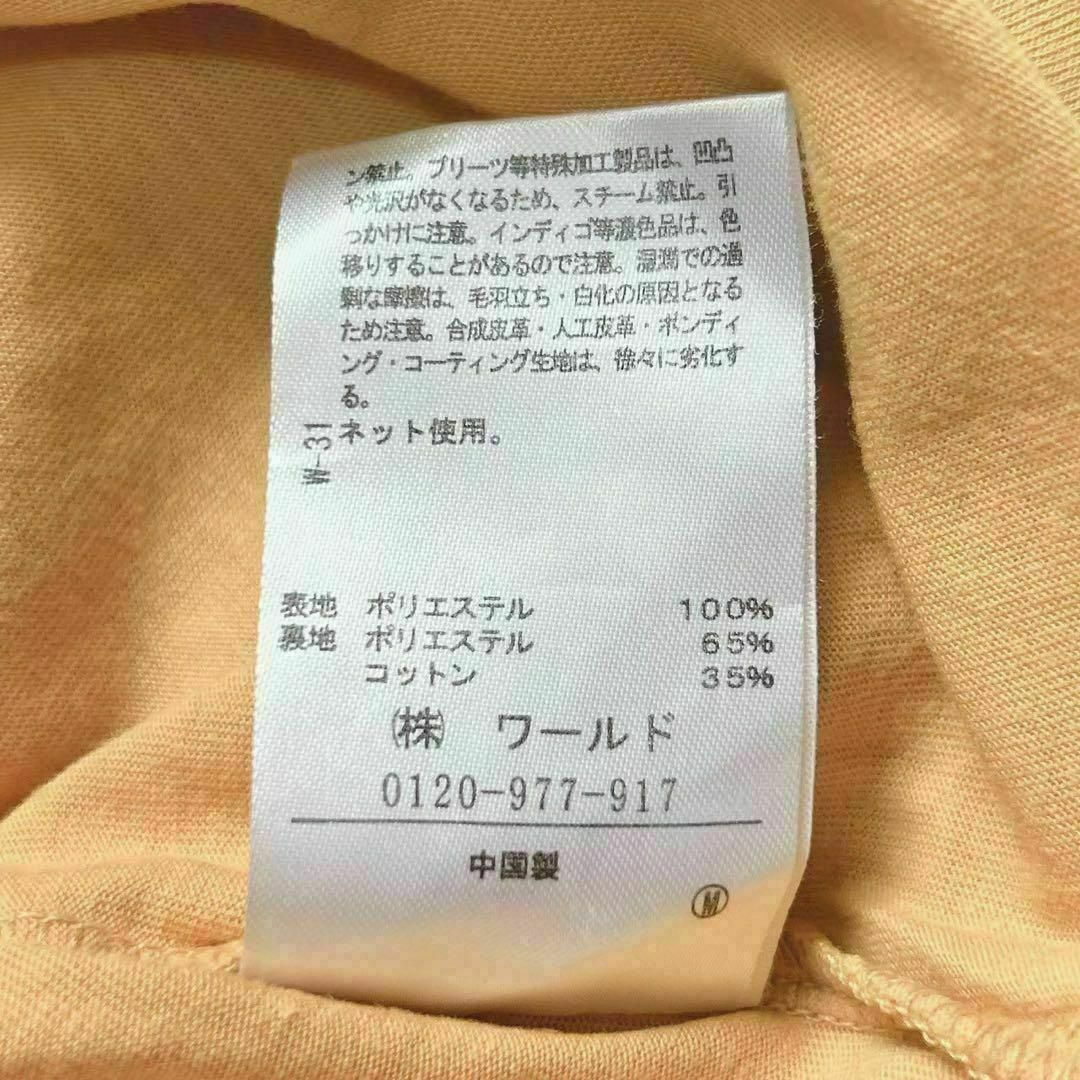 ン禁止。プリーツ等特殊加工製品は、凹凸
や光沢がなくなるため、スチーム禁止。引
っかけに注意。インディゴ等濃色品は、色
移りすることがあるので注意。湿潤での過
剰な摩擦は、毛羽立ち・白化の原因となる
ため注意。合成皮革・人工皮革・ボンディ
ング・コーティング生地は、徐々に劣化す
る。
ネット使用。
W-31
表地 ポリエステル 100%
裏地 ポリエステル 65%
コットン 35%
㈱ ワールド
0120-977-917
中国製
Ⓜ